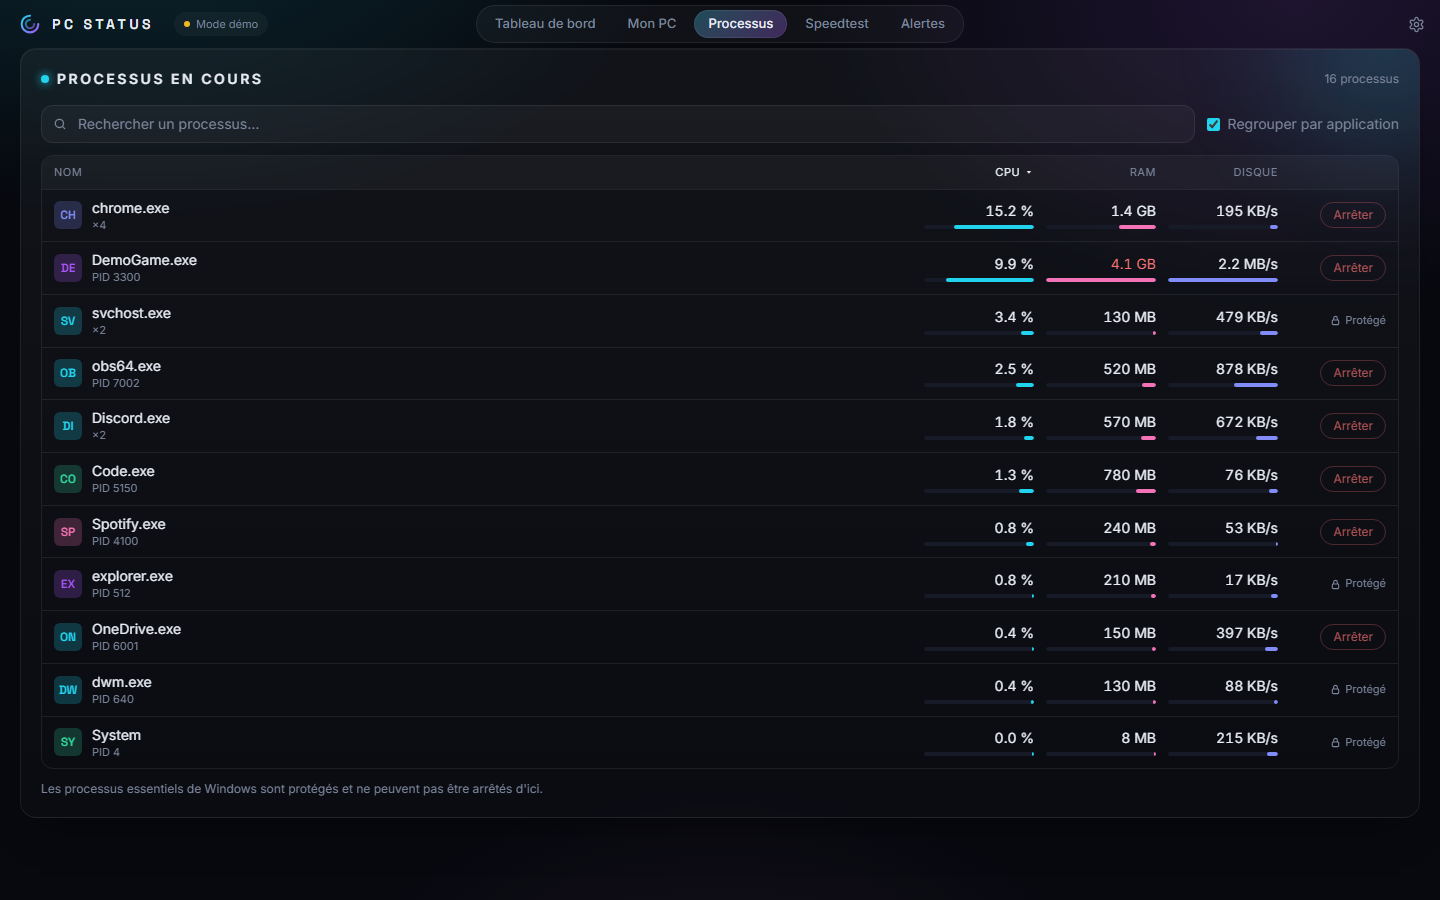 PC STATUS
Mode démo
Tableau de bord
Mon PC
Processus
Speedtest
Alertes
PROCESSUS EN COURS
16 processus
Rechercher un processus...
Regrouper par application
NOM CPU RAM DISQUE
CH chrome.exe 15.2 % 1.4 GB 195 KB/s Arrêter
×4
DE DemoGame.exe 9.9 % 4.1 GB 2.2 MB/s Arrêter
PID 3300
SV svchost.exe 3.4 % 130 MB 479 KB/s Protégé
×2
OB obs64.exe 2.5 % 520 MB 878 KB/s Arrêter
PID 7002
DI Discord.exe 1.8 % 570 MB 672 KB/s Arrêter
×2
CO Code.exe 1.3 % 780 MB 76 KB/s Arrêter
PID 5150
SP Spotify.exe 0.8 % 240 MB 53 KB/s Arrêter
PID 4100
EX explorer.exe 0.8 % 210 MB 17 KB/s Protégé
PID 512
ON OneDrive.exe 0.4 % 150 MB 397 KB/s Arrêter
PID 6001
DW dwm.exe 0.4 % 130 MB 88 KB/s Protégé
PID 640
SY System 0.0 % 8 MB 215 KB/s Protégé
PID 4
Les processus essentiels de Windows sont protégés et ne peuvent pas être arrêtés d'ici.